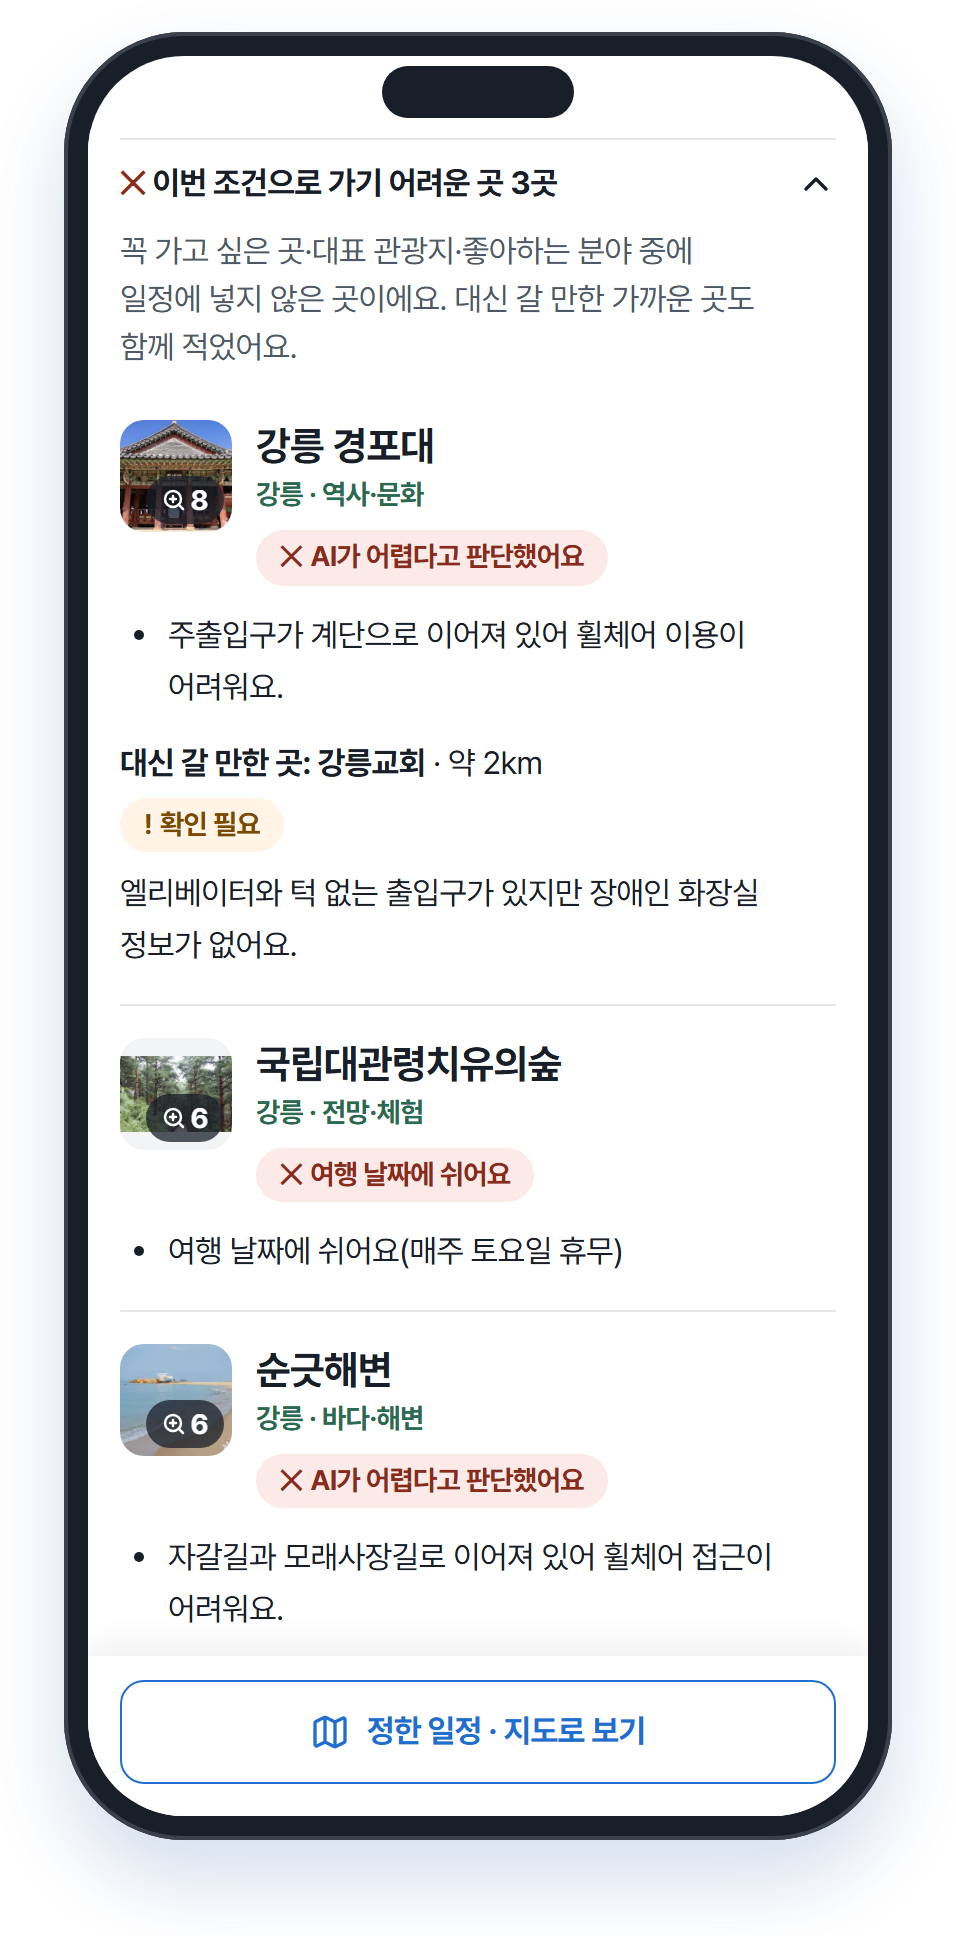 이번 조건으로 가기 어려운 곳 3곳
꼭 가고 싶은 곳·대표 관광지·좋아하는 분야 중에
일정에 넣지 않은 곳이에요. 대신 갈 만한 가까운 곳도
함께 적었어요.
강릉 경포대
8
강릉 · 역사·문화
AI가 어렵다고 판단했어요
• 주출입구가 계단으로 이어져 있어 휠체어 이용이
어려워요.
대신 갈 만한 곳: 강릉교회 · 약 2km
! 확인 필요
엘리베이터와 턱 없는 출입구가 있지만 장애인 화장실
정보가 없어요.
국립대관령치유의숲
6
강릉 · 전망·체험
여행 날짜에 쉬어요
• 여행 날짜에 쉬어요(매주 토요일 휴무)
순긋해변
6
강릉 · 바다·해변
AI가 어렵다고 판단했어요
• 자갈길과 모래사장길로 이어져 있어 휠체어 접근이
어려워요.
정한 일정 · 지도로 보기